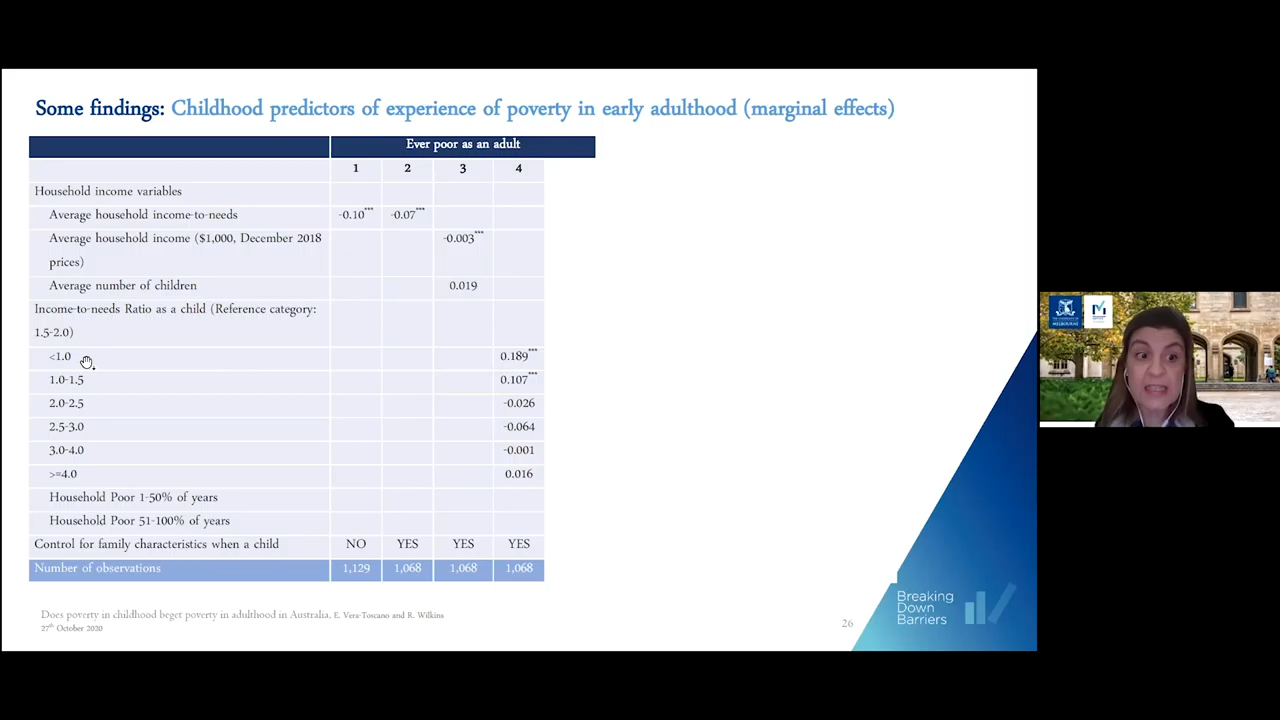 Some findings: Childhood predictors of experience of poverty in early adulthood (marginal effects)
Ever poor as an adult
1 2 3 4
Household income variables
Average household income-to-needs -0.10*** -0.07***
Average household income ($1,000, December 2018 -0.003***
prices)
Average number of children 0.019
Income-to-needs Ratio as a child (Reference category:
1.5-2.0)
<1.0 0.189***
1.0-1.5 0.107***
2.0-2.5 -0.026
2.5-3.0 -0.064
3.0-4.0 -0.001
>=4.0 0.016
Household Poor 1-50% of years
Household Poor 51-100% of years
Control for family characteristics when a child NO YES YES YES
Number of observations 1,129 1,068 1,068 1,068
Does poverty in childhood beget poverty in adulthood in Australia, E. Vera-Toscano and R. Wilkins
27th October 2020
26
Breaking
Down
Barriers
MELBOURNE